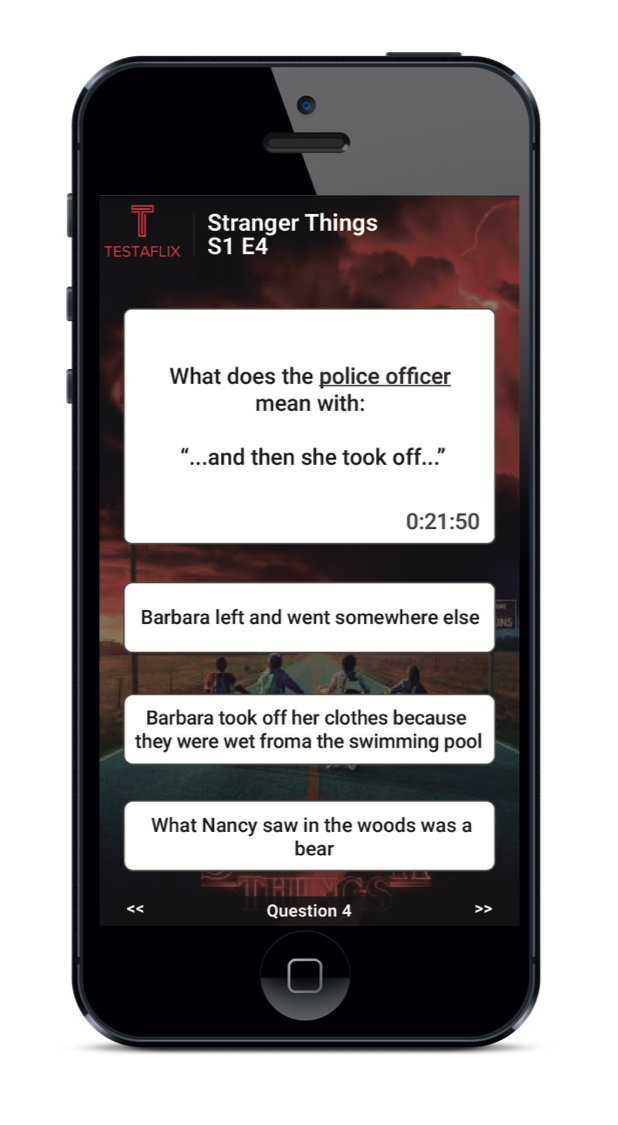 T
TESTAFLIX
Stranger Things
S1 E4
What does the police officer
mean with:
“...and then she took off...”
0:21:50
Barbara left and went somewhere else
Barbara took off her clothes because
they were wet froma the swimming pool
What Nancy saw in the woods was a
bear
THINGS
<<
Question 4
>>